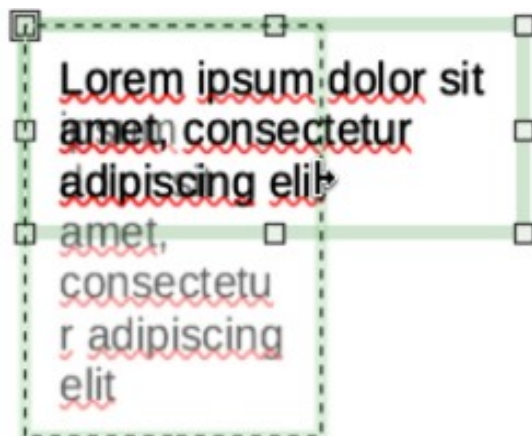 Lorem ipsum dolor sit
amet, consectetur
adipiscing elit
amet,
consectetu
r adipiscing
elit